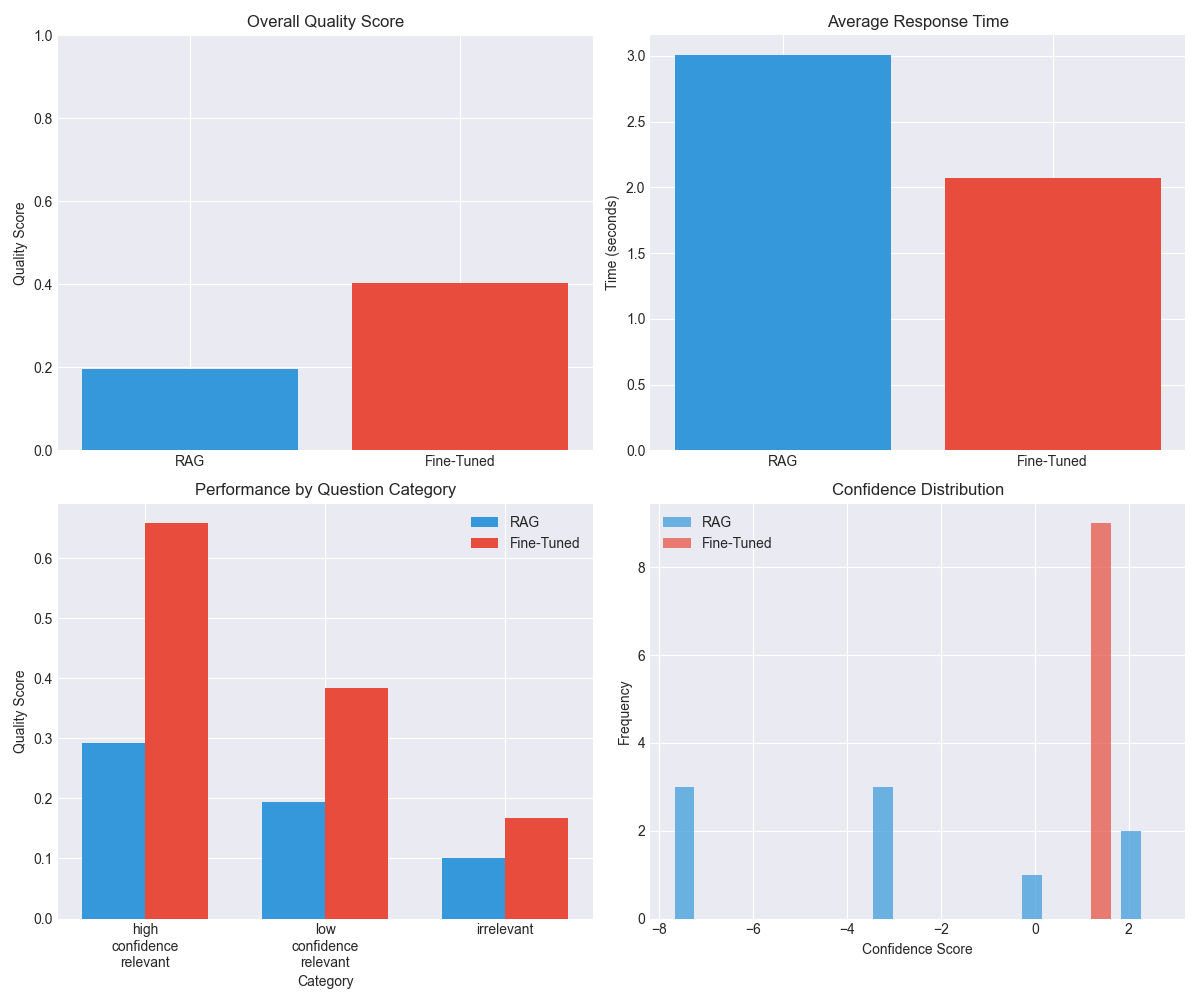 Overall Quality Score
Quality Score
1.0
0.8
0.6
0.4
0.2
0.0
RAG
Fine-Tuned
Average Response Time
Time (seconds)
3.0
2.5
2.0
1.5
1.0
0.5
0.0
RAG
Fine-Tuned
Performance by Question Category
RAG
Fine-Tuned
Quality Score
0.6
0.5
0.4
0.3
0.2
0.1
0.0
high
confidence
relevant
low
confidence
relevant
irrelevant
Category
Confidence Distribution
RAG
Fine-Tuned
Frequency
8
6
4
2
0
−8
−6
−4
−2
0
2
Confidence Score